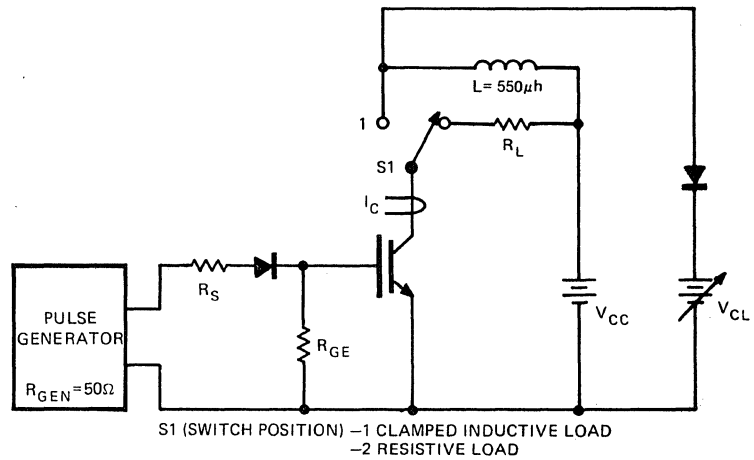 L= 550μh
1
R_L
S1
I_C
R_S
PULSE
GENERATOR
R_GEN = 50Ω
R_GE
V_CC
V_CL
S1 (SWITCH POSITION) –1 CLAMPED INDUCTIVE LOAD
–2 RESISTIVE LOAD